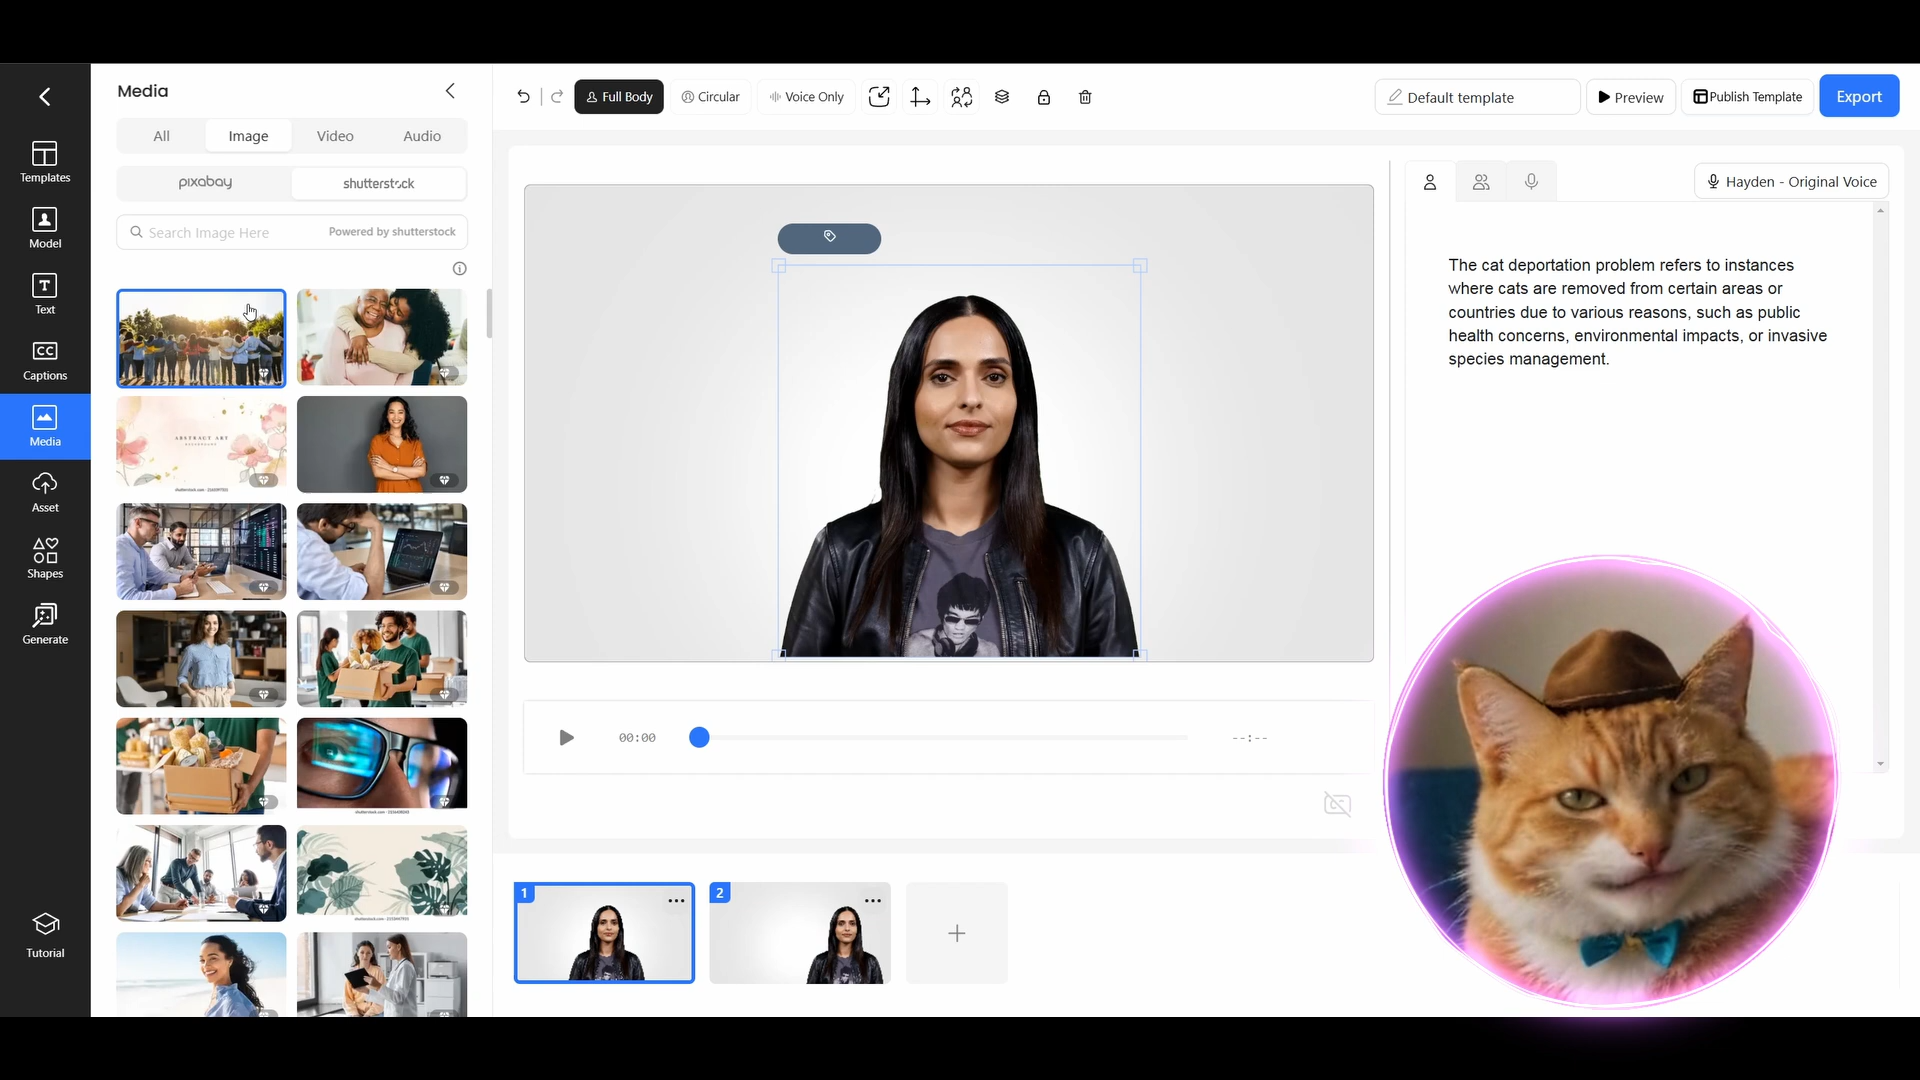 Media
All
Image
Video
Audio
pixabay
shutterstock
Search Image Here
Powered by shutterstock
Templates
Model
Text
Captions
Media
Asset
Shapes
Generate
Tutorial
ABSTRACT ART
BACKGROUND
Full Body
Circular
Voice Only
Default template
Preview
Publish Template
Export
Hayden - Original Voice
The cat deportation problem refers to instances
where cats are removed from certain areas or
countries due to various reasons, such as public
health concerns, environmental impacts, or invasive
species management.
00:00
--:--
1
2